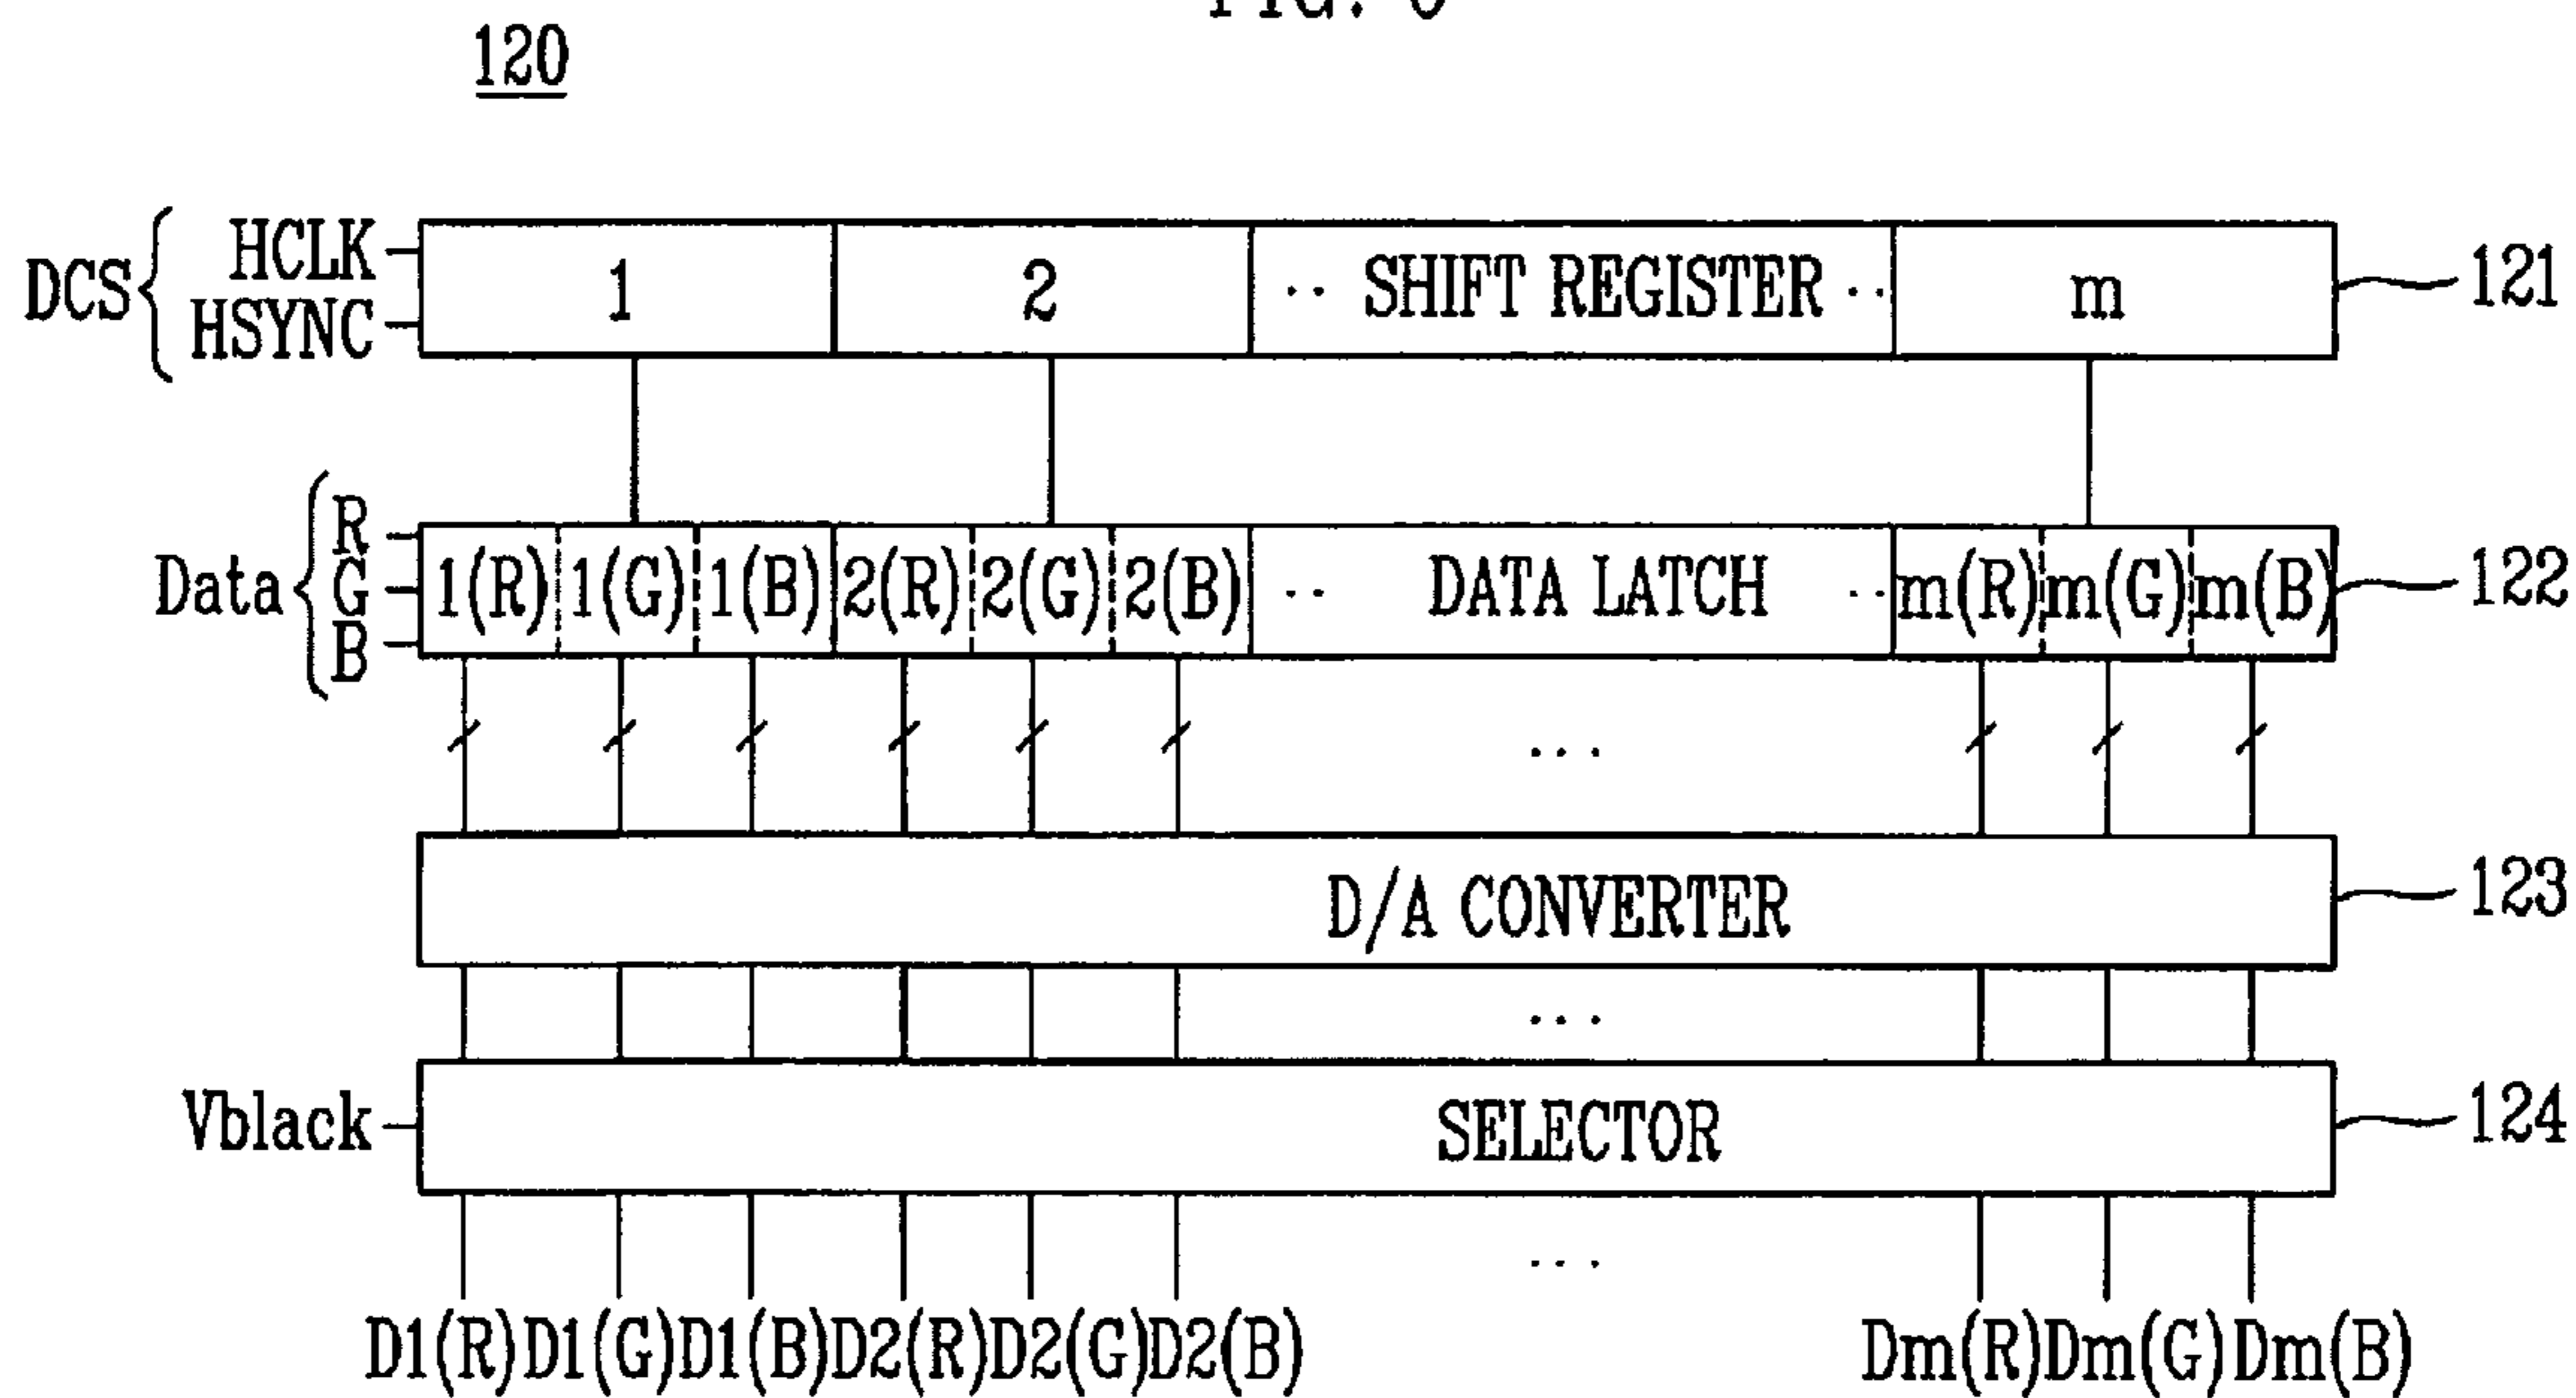 120
DCS { HCLK HSYNC
1 2 ·· SHIFT REGISTER ·· m 121
Data { R G B
1(R) 1(G) 1(B) 2(R) 2(G) 2(B) ·· DATA LATCH ·· m(R) m(G) m(B) 122
...
D/A CONVERTER 123
...
Vblack SELECTOR 124
...
D1(R) D1(G) D1(B) D2(R) D2(G) D2(B) Dm(R) Dm(G) Dm(B)